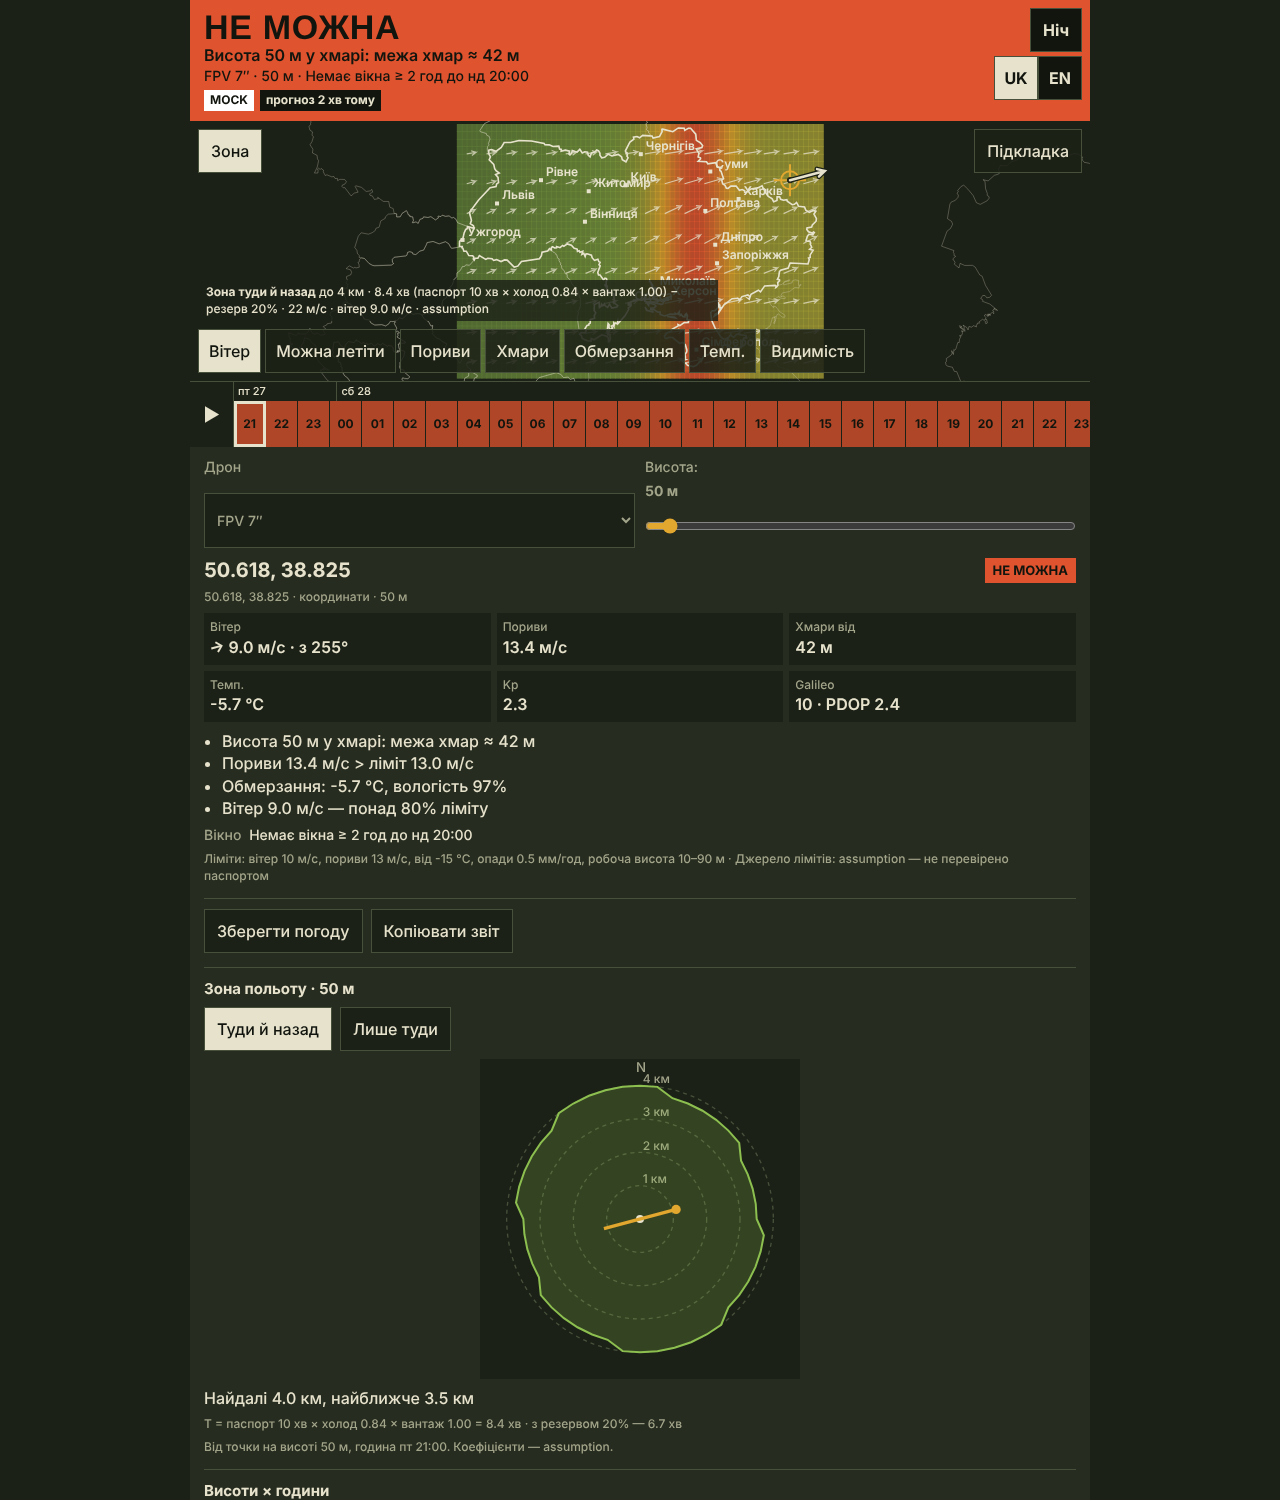 НЕ МОЖНА
Висота 50 м у хмарі: межа хмар ≈ 42 м
FPV 7″ · 50 м · Немає вікна ≥ 2 год до нд 20:00
МОСК
прогноз 2 хв тому
Ніч
UK
EN
Зона
Підкладка
Чернігів
Суми
Рівне
Житомир
Київ
Харків
Львів
Полтава
Вінниця
Ужгород
Дніпро
Запоріжжя
Зона туди й назад до 4 км · 8.4 хв (паспорт 10 хв × холод 0.84 × вантаж 1.00) −
резерв 20% · 22 м/с · вітер 9.0 м/с · assumption
Вітер
Можна летіти
Пориви
Хмари
Обмерзання
Темп.
Видимість
пт 27
сб 28
21 22 23 00 01 02 03 04 05 06 07 08 09 10 11 12 13 14 15 16 17 18 19 20 21 22 23
Дрон
Висота:
50 м
FPV 7″
50.618, 38.825
НЕ МОЖНА
50.618, 38.825 · координати · 50 м
Вітер
Пориви
Хмари від
→ 9.0 м/с · з 255°
13.4 м/с
42 м
Темп.
Kp
Galileo
-5.7 °C
2.3
10 · PDOP 2.4
• Висота 50 м у хмарі: межа хмар ≈ 42 м
• Пориви 13.4 м/с > ліміт 13.0 м/с
• Обмерзання: -5.7 °C, вологість 97%
• Вітер 9.0 м/с — понад 80% ліміту
Вікно Немає вікна ≥ 2 год до нд 20:00
Ліміти: вітер 10 м/с, пориви 13 м/с, від -15 °C, опади 0.5 мм/год, робоча висота 10–90 м · Джерело лімітів: assumption — не перевірено
паспортом
Зберегти погоду
Копіювати звіт
Зона польоту · 50 м
Туди й назад
Лише туди
N
4 км
3 км
2 км
1 км
Найдалі 4.0 км, найближче 3.5 км
T = паспорт 10 хв × холод 0.84 × вантаж 1.00 = 8.4 хв · з резервом 20% — 6.7 хв
Від точки на висоті 50 м, година пт 21:00. Коефіцієнти — assumption.
Висоти × години